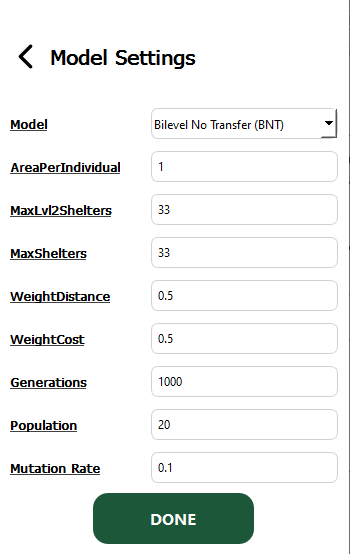 Model Settings
Model Bilevel No Transfer (BNT)
AreaPerIndividual 1
MaxLvl2Shelters 33
MaxShelters 33
WeightDistance 0.5
WeightCost 0.5
Generations 1000
Population 20
Mutation Rate 0.1
DONE